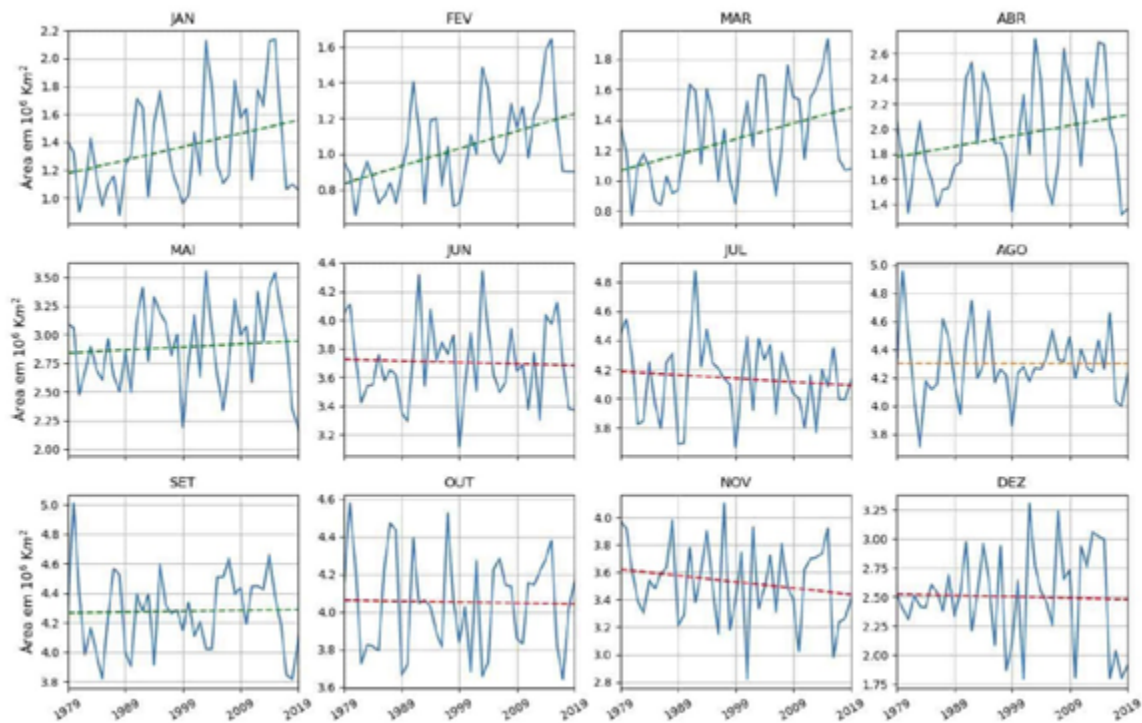 JAN FEV MAR ABR
Área em 10⁶ Km²
2.2 2.0 1.8 1.6 1.4 1.2 1.0
1.6 1.4 1.2 1.0 0.8
1.8 1.6 1.4 1.2 1.0 0.8
2.6 2.4 2.2 2.0 1.8 1.6 1.4
MAI JUN JUL AGO
Área em 10⁶ Km²
3.50 3.25 3.00 2.75 2.50 2.25 2.00
4.4 4.2 4.0 3.8 3.6 3.4 3.2
4.8 4.6 4.4 4.2 4.0 3.8
5.0 4.8 4.6 4.4 4.2 4.0 3.8
SET OUT NOV DEZ
Área em 10⁶ Km²
5.0 4.8 4.6 4.4 4.2 4.0 3.8
4.6 4.4 4.2 4.0 3.8 3.6
4.0 3.8 3.6 3.4 3.2 3.0 2.8
3.25 3.00 2.75 2.50 2.25 2.00 1.75
1979 1989 1999 2009 2019 1979 1989 1999 2009 2019 1979 1989 1999 2009 2019 1979 1989 1999 2009 2019